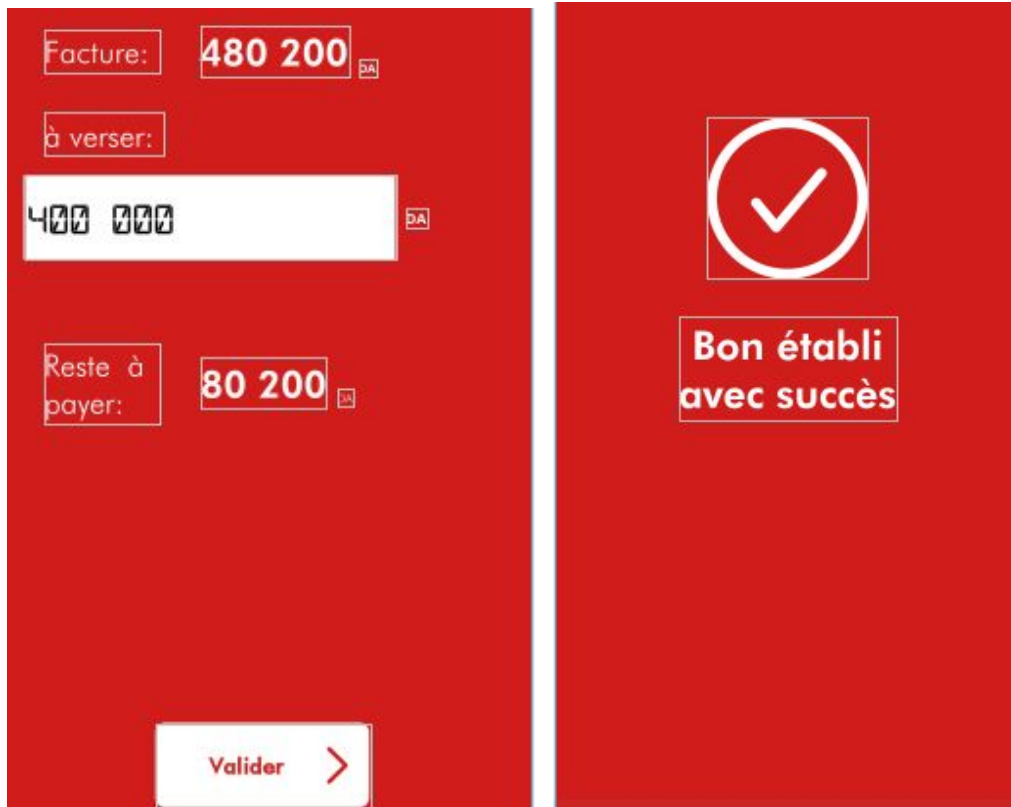 Facture: 480 200 DA
à verser:
400 000 DA
Reste à
payer:
80 200 DA
Valider
Bon établi
avec succès